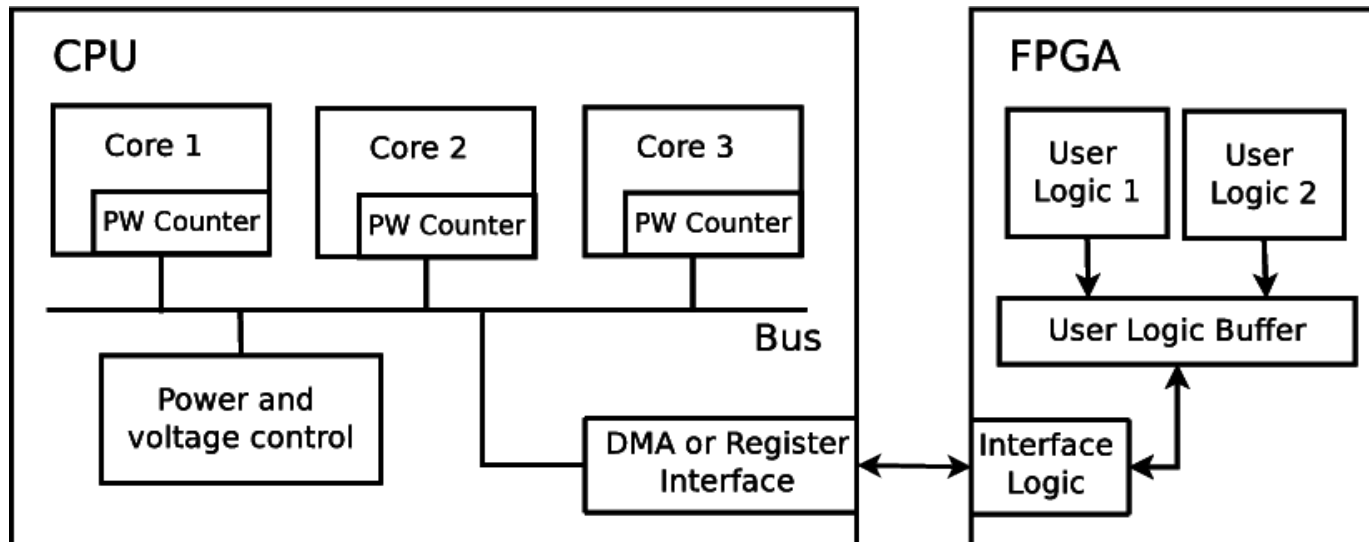 CPU
Core 1
PW Counter
Core 2
PW Counter
Core 3
PW Counter
Bus
Power and
voltage control
DMA or Register
Interface
FPGA
User
Logic 1
User
Logic 2
User Logic Buffer
Interface
Logic